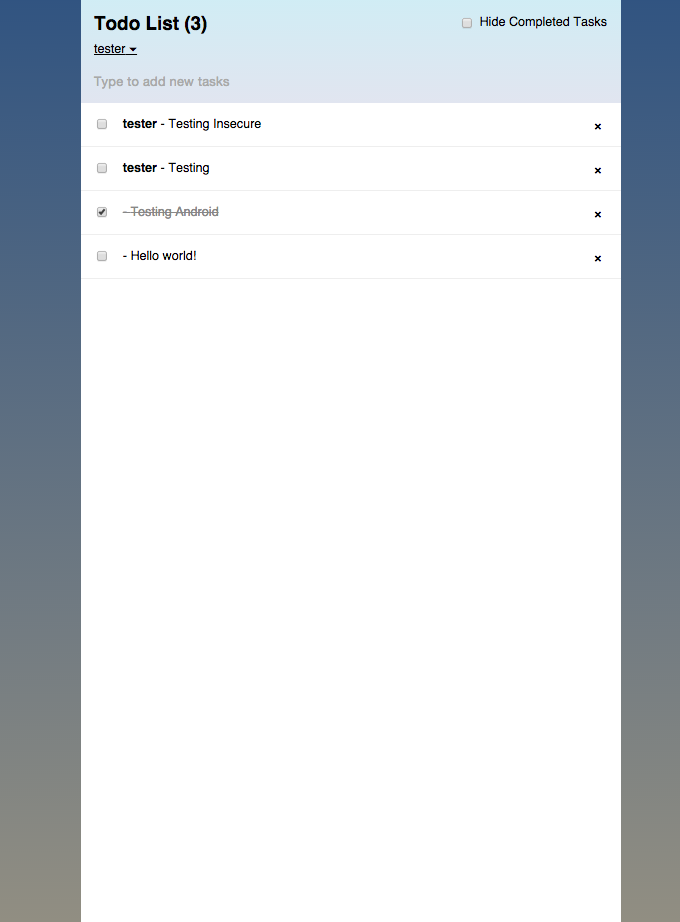 Todo List (3)
Hide Completed Tasks
tester
Type to add new tasks
tester - Testing Insecure
tester - Testing
- Testing Android
- Hello world!